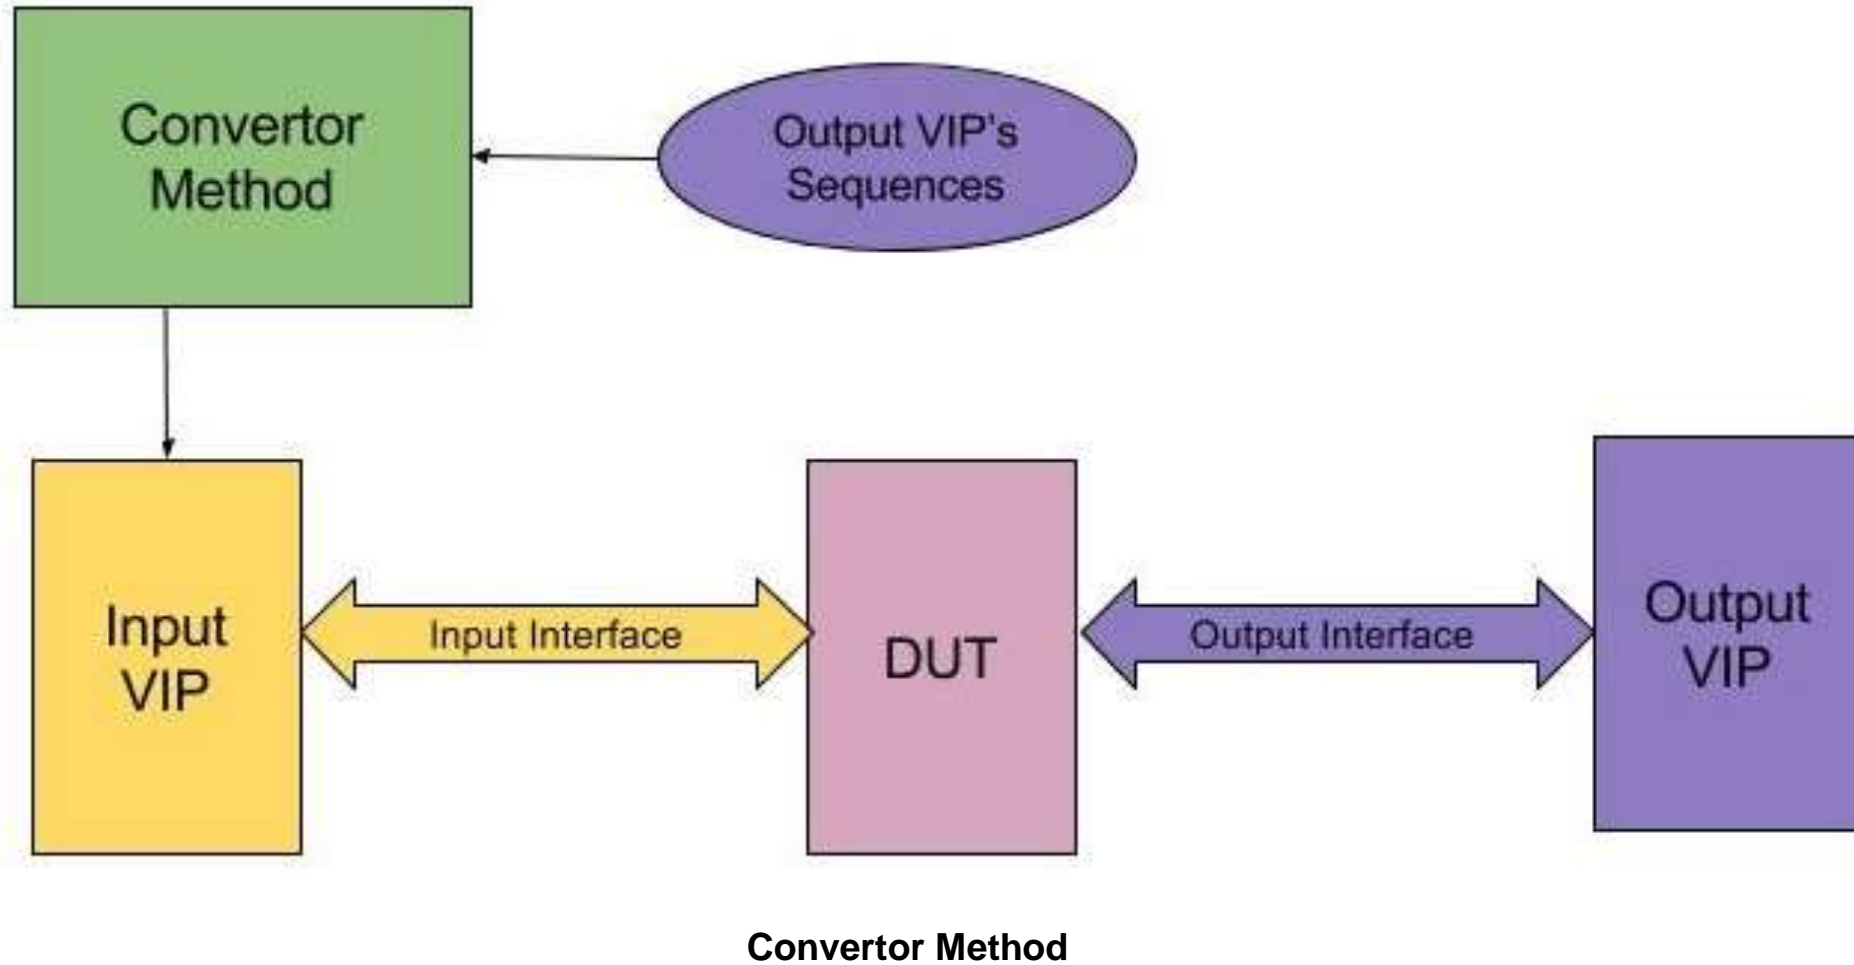 Convertor
Method
Output VIP's
Sequences
Input
VIP
Input Interface
DUT
Output Interface
Output
VIP
Convertor Method